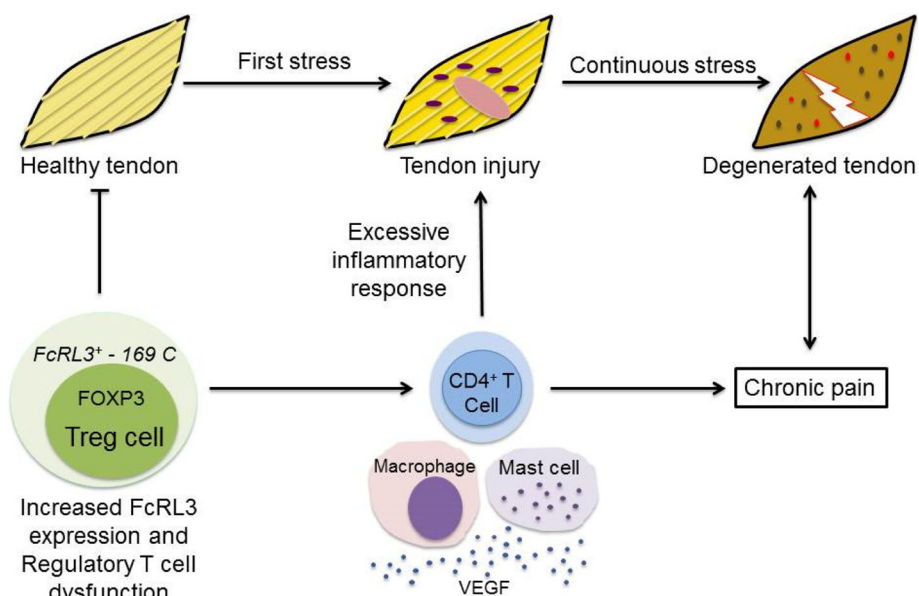 First stress
Continuous stress
Healthy tendon
Tendon injury
Degenerated tendon
Excessive
inflammatory
response
FcRL3⁺ - 169 C
FOXP3
Treg cell
CD4⁺ T
Cell
Chronic pain
Macrophage
Mast cell
VEGF
Increased FcRL3
expression and
Regulatory T cell
dysfunction